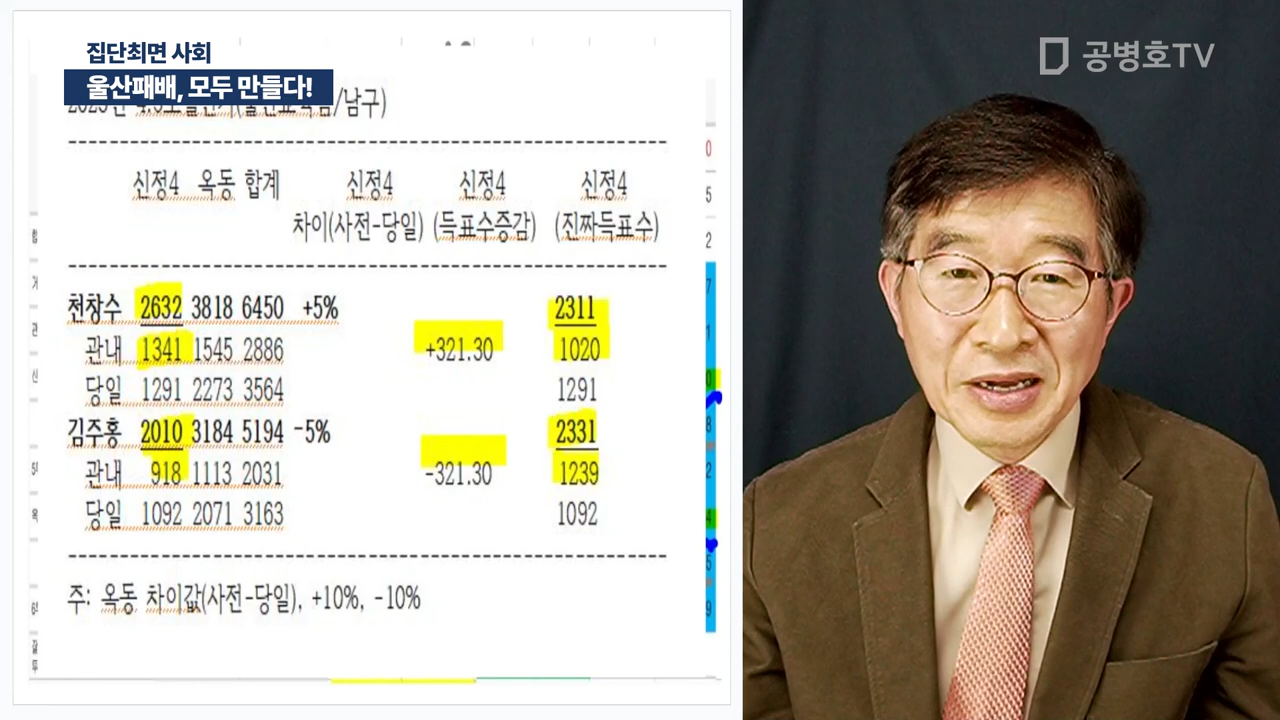 집단최면 사회
울산패배, 모두 만들다!
공병호TV
신정4 옥동 합계 신정4 신정4 신정4
차이(사전-당일) (득표수증감) (진짜득표수)
천창수 2632 3818 6450 +5% 2311
관내 1341 1545 2886 +321.30 1020
당일 1291 2273 3564 1291
김주홍 2010 3184 5194 -5% 2331
관내 918 1113 2031 -321.30 1239
당일 1092 2071 3163 1092
주: 옥동 차이값(사전-당일), +10%, -10%